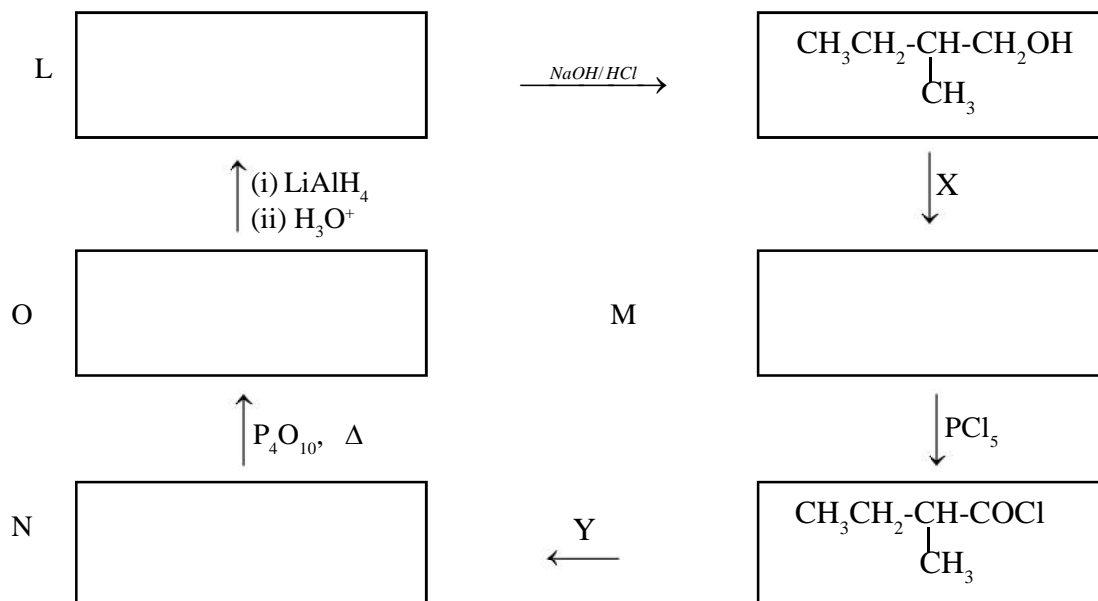 L
NaOH/HCl
CH₃CH₂-CH-CH₂OH
CH₃
(i) LiAlH₄
(ii) H₃O⁺
X
O
M
P₄O₁₀, Δ
PCl₅
N
Y
CH₃CH₂-CH-COCl
CH₃